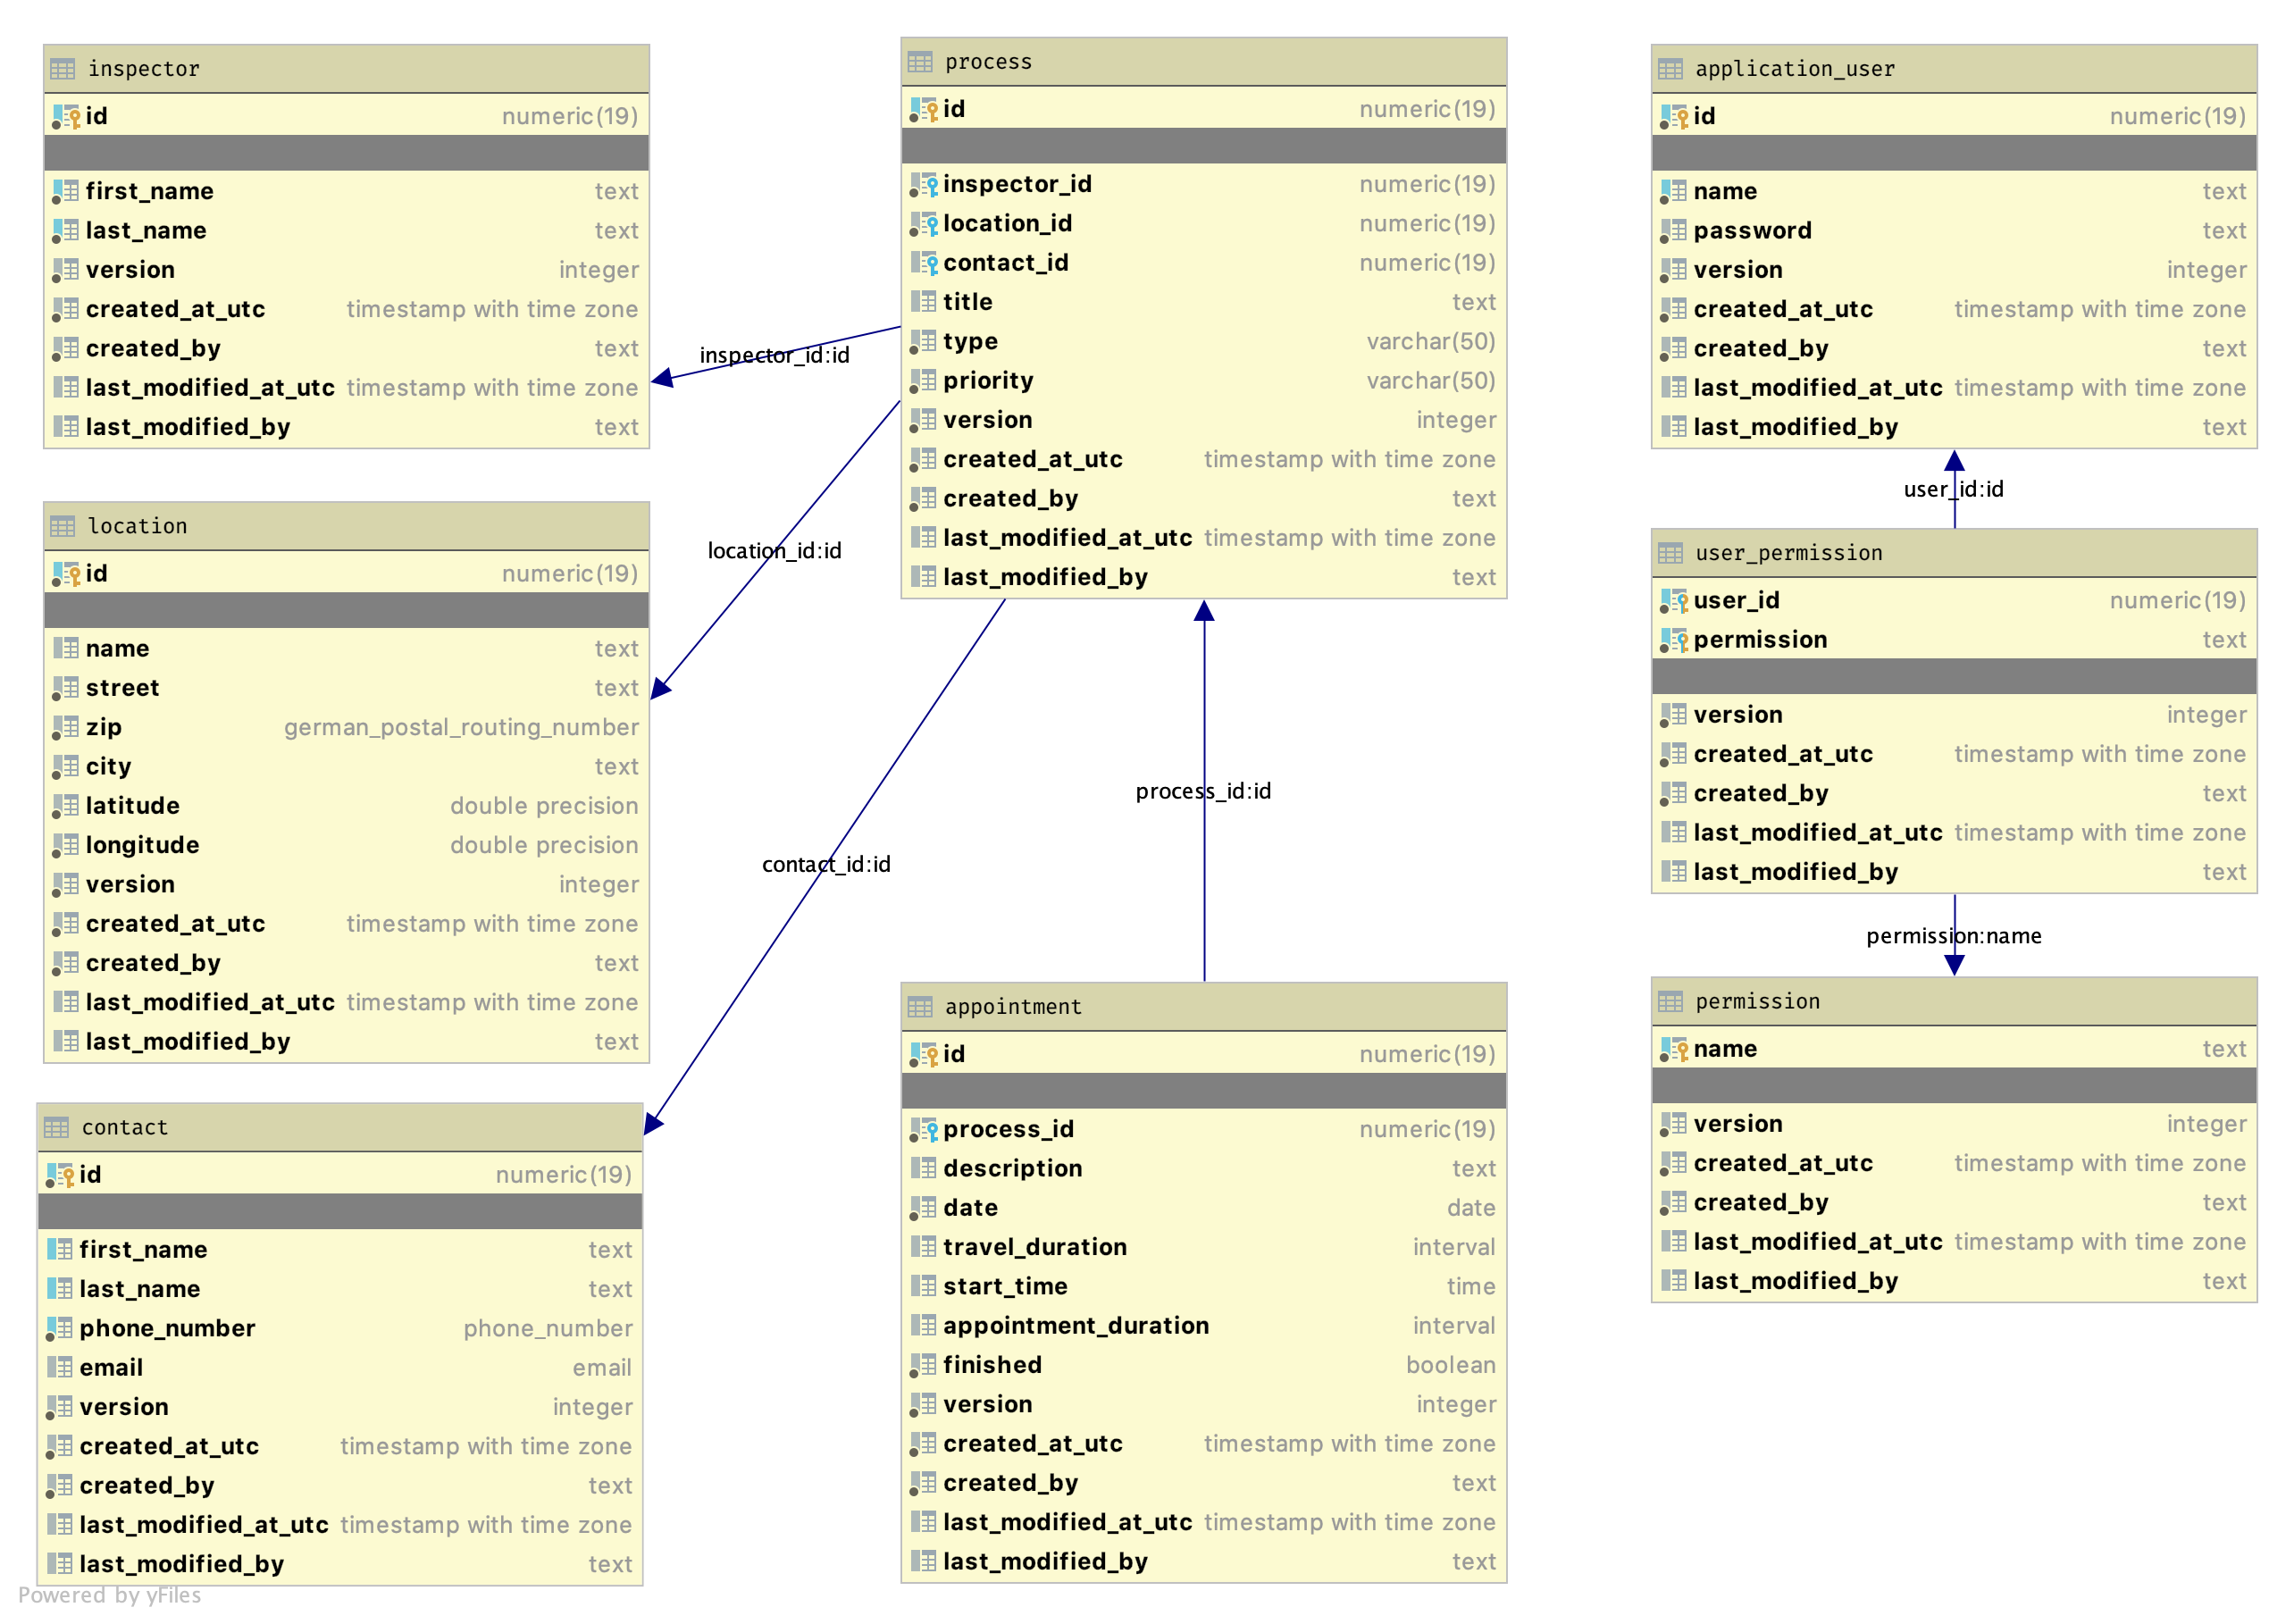 inspector
id numeric(19)
first_name text
last_name text
version integer
created_at_utc timestamp with time zone
created_by text
last_modified_at_utc timestamp with time zone
last_modified_by text
location
id numeric(19)
name text
street text
zip german_postal_routing_number
city text
latitude double precision
longitude double precision
version integer
created_at_utc timestamp with time zone
created_by text
last_modified_at_utc timestamp with time zone
last_modified_by text
contact
id numeric(19)
first_name text
last_name text
phone_number phone_number
email email
version integer
created_at_utc timestamp with time zone
created_by text
last_modified_at_utc timestamp with time zone
last_modified_by text
Powered by yFiles
inspector_id:id
location_id:id
contact_id:id
process
id numeric(19)
inspector_id numeric(19)
location_id numeric(19)
contact_id numeric(19)
title text
type varchar(50)
priority varchar(50)
version integer
created_at_utc timestamp with time zone
created_by text
last_modified_at_utc timestamp with time zone
last_modified_by text
process_id:id
appointment
id numeric(19)
process_id numeric(19)
description text
date date
travel_duration interval
start_time time
appointment_duration interval
finished boolean
version integer
created_at_utc timestamp with time zone
created_by text
last_modified_at_utc timestamp with time zone
last_modified_by text
application_user
id numeric(19)
name text
password text
version integer
created_at_utc timestamp with time zone
created_by text
last_modified_at_utc timestamp with time zone
last_modified_by text
user_id:id
user_permission
user_id numeric(19)
permission text
version integer
created_at_utc timestamp with time zone
created_by text
last_modified_at_utc timestamp with time zone
last_modified_by text
permission:name
permission
name text
version integer
created_at_utc timestamp with time zone
created_by text
last_modified_at_utc timestamp with time zone
last_modified_by text